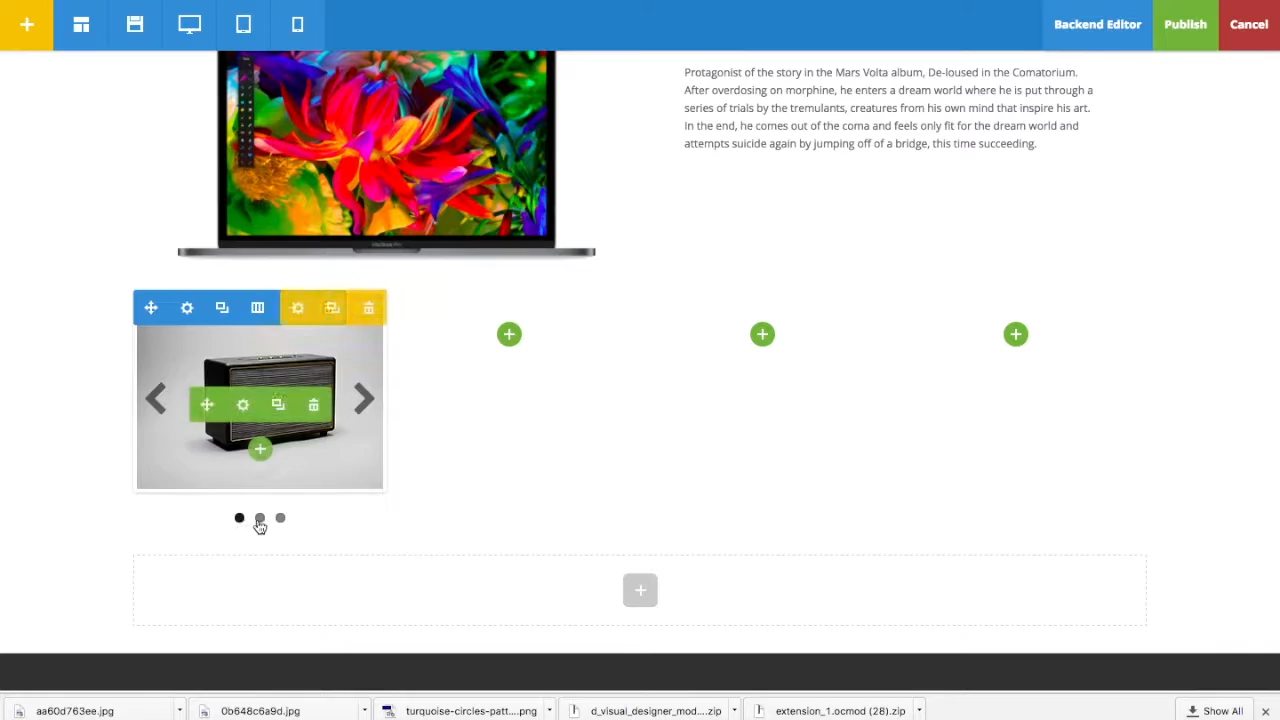 Backend Editor Publish Cancel
Protagonist of the story in the Mars Volta album, De-loused in the Comatorium.
After overdosing on morphine, he enters a dream world where he is put through a
series of trials by the tremulants, creatures from his own mind that inspire his art.
In the end, he comes out of the coma and feels only fit for the dream world and
attempts suicide again by jumping off of a bridge, this time succeeding.
aa60d763ee.jpg 0b648c6a9d.jpg turquoise-circles-patt....png d_visual_designer_mod....zip extension_1.ocmod (28).zip Show All